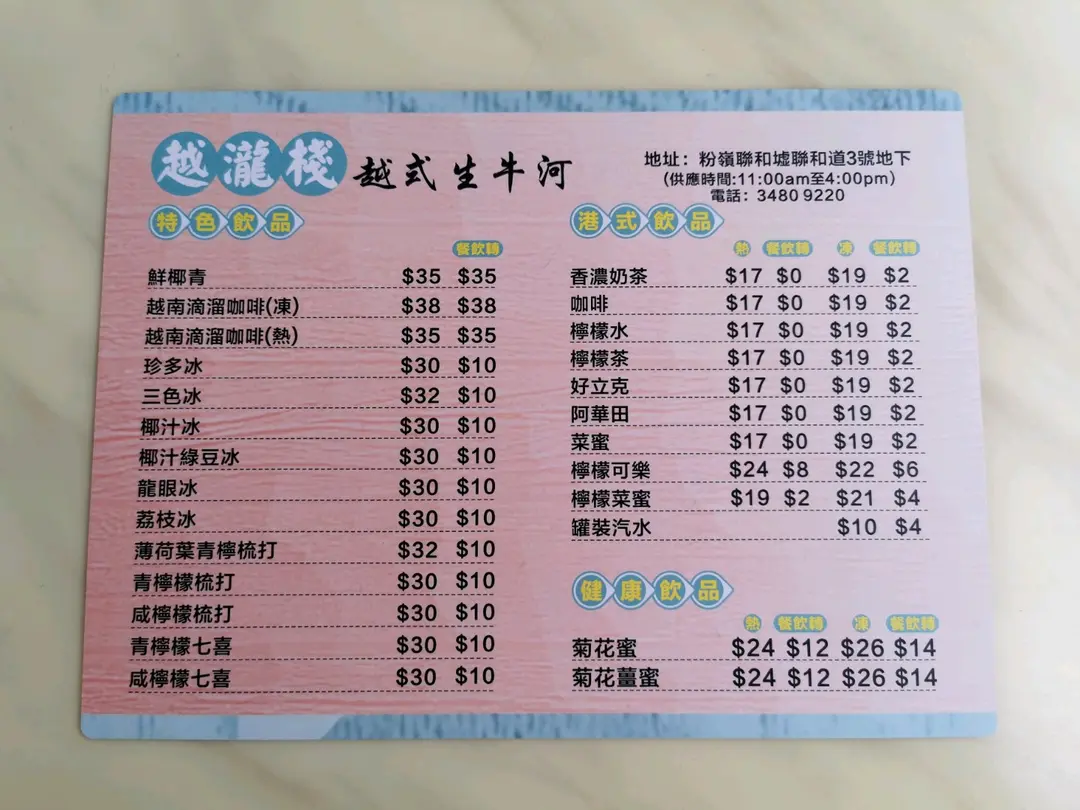 越瀧棧 越式生牛河
地址：粉嶺聯和墟聯和道3號地下
(供應時間:11:00am至4:00pm)
電話：3480 9220
特色飲品
餐飲轉
鮮椰青 $35 $35
越南滴溜咖啡(凍) $38 $38
越南滴溜咖啡(熱) $35 $35
珍多冰 $30 $10
三色冰 $32 $10
椰汁冰 $30 $10
椰汁綠豆冰 $30 $10
龍眼冰 $30 $10
荔枝冰 $30 $10
薄荷葉青檸梳打 $32 $10
青檸檬梳打 $30 $10
咸檸檬梳打 $30 $10
青檸檬七喜 $30 $10
咸檸檬七喜 $30 $10
港式飲品
熱 餐飲轉 凍 餐飲轉
香濃奶茶 $17 $0 $19 $2
咖啡 $17 $0 $19 $2
檸檬水 $17 $0 $19 $2
檸檬茶 $17 $0 $19 $2
好立克 $17 $0 $19 $2
阿華田 $17 $0 $19 $2
菜蜜 $17 $0 $19 $2
檸檬可樂 $24 $8 $22 $6
檸檬菜蜜 $19 $2 $21 $4
罐裝汽水 $10 $4
健康飲品
熱 餐飲轉 凍 餐飲轉
菊花蜜 $24 $12 $26 $14
菊花薑蜜 $24 $12 $26 $14